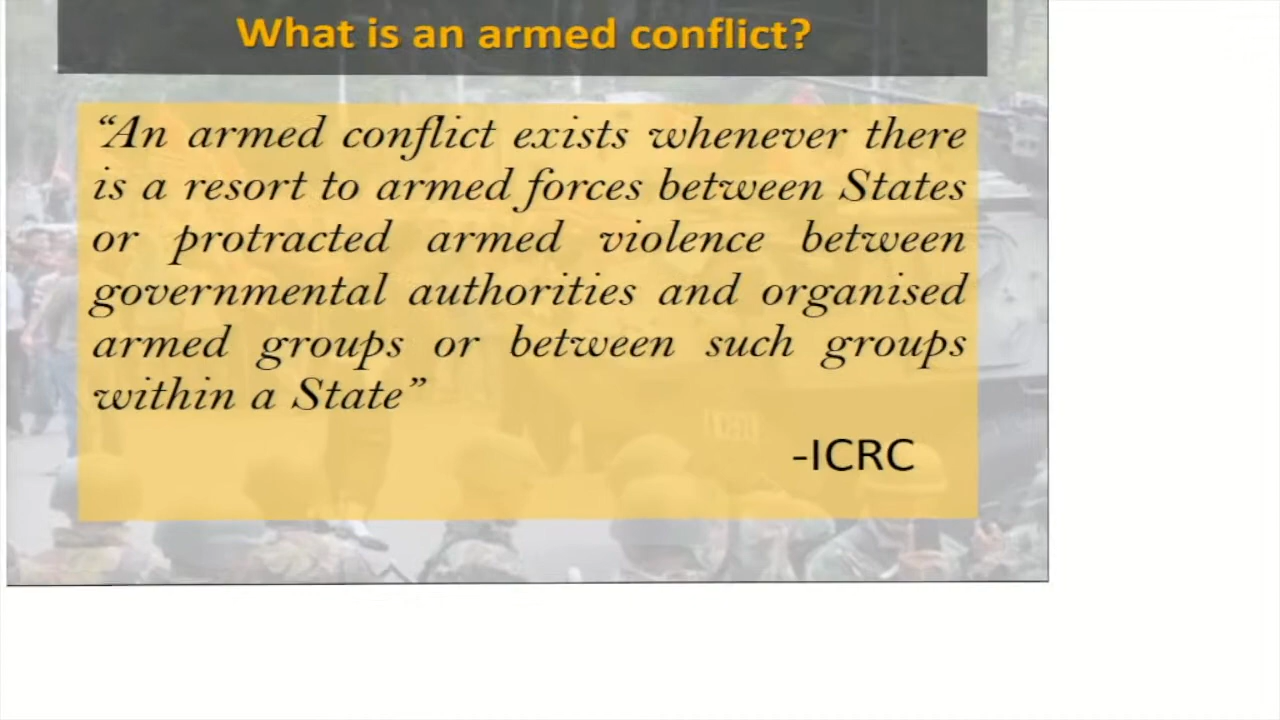 What is an armed conflict?
“An armed conflict exists whenever there
is a resort to armed forces between States
or protracted armed violence between
governmental authorities and organised
armed groups or between such groups
within a State”
-ICRC